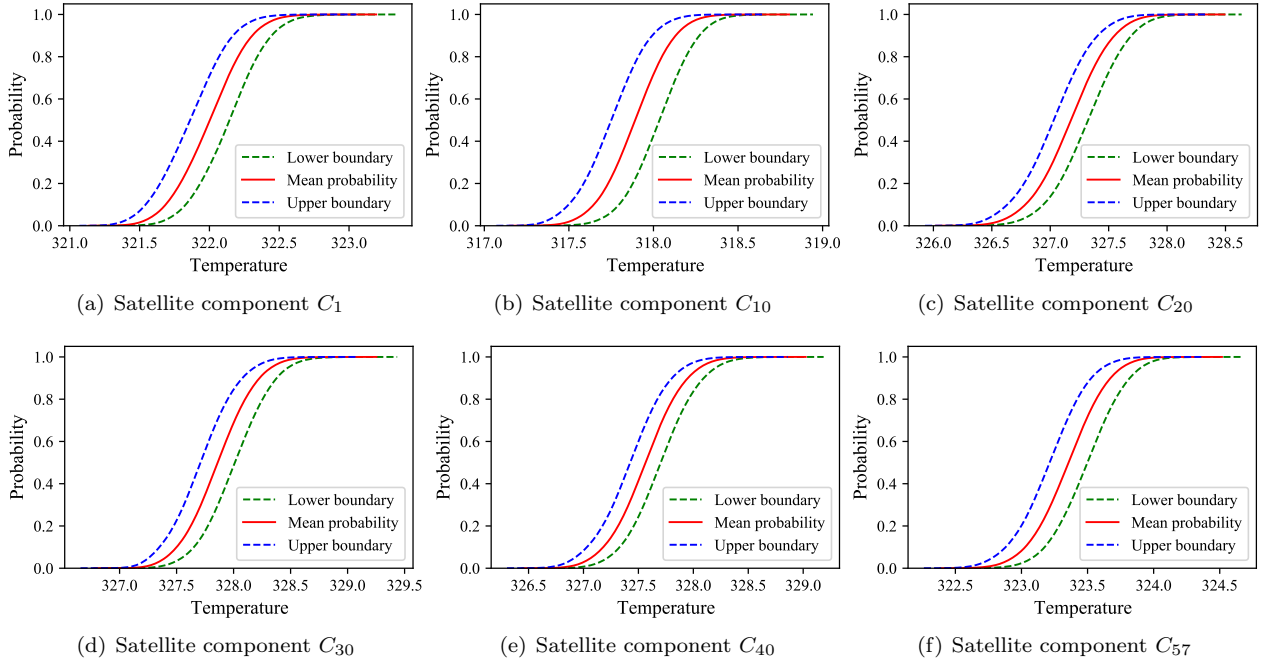 1.0
0.8
0.6
0.4
0.2
0.0
Probability
321.0 321.5 322.0 322.5 323.0
Temperature
Lower boundary
Mean probability
Upper boundary
(a) Satellite component C1
1.0
0.8
0.6
0.4
0.2
0.0
Probability
317.0 317.5 318.0 318.5 319.0
Temperature
Lower boundary
Mean probability
Upper boundary
(b) Satellite component C10
1.0
0.8
0.6
0.4
0.2
0.0
Probability
326.0 326.5 327.0 327.5 328.0 328.5
Temperature
Lower boundary
Mean probability
Upper boundary
(c) Satellite component C20
1.0
0.8
0.6
0.4
0.2
0.0
Probability
327.0 327.5 328.0 328.5 329.0 329.5
Temperature
Lower boundary
Mean probability
Upper boundary
(d) Satellite component C30
1.0
0.8
0.6
0.4
0.2
0.0
Probability
326.5 327.0 327.5 328.0 328.5 329.0
Temperature
Lower boundary
Mean probability
Upper boundary
(e) Satellite component C40
1.0
0.8
0.6
0.4
0.2
0.0
Probability
322.5 323.0 323.5 324.0 324.5
Temperature
Lower boundary
Mean probability
Upper boundary
(f) Satellite component C57